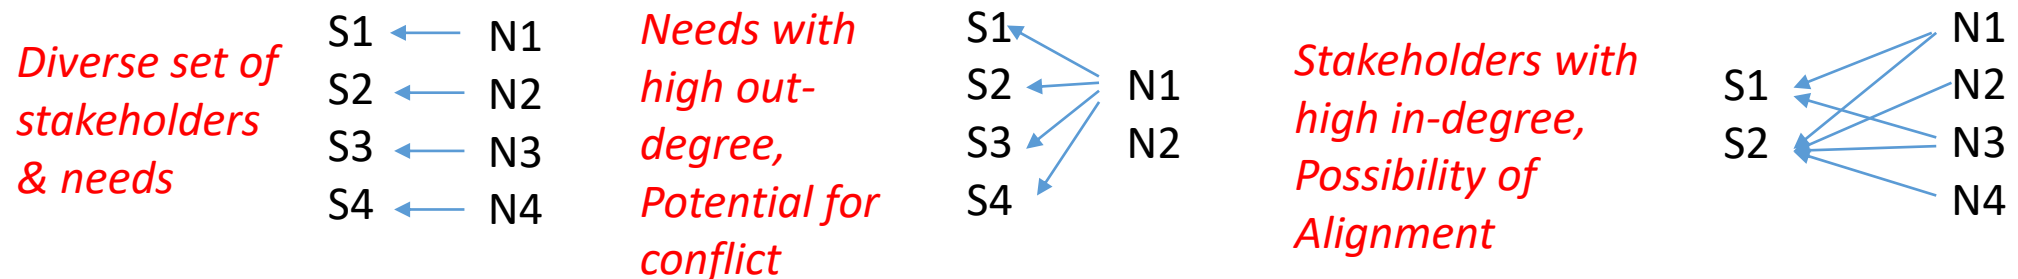 Diverse set of
stakeholders
& needs
S1 N1
S2 N2
S3 N3
S4 N4
Needs with
high out-
degree,
Potential for
conflict
S1
S2 N1
S3 N2
S4
Stakeholders with
high in-degree,
Possibility of
Alignment
N1
S1 N2
S2 N3
N4